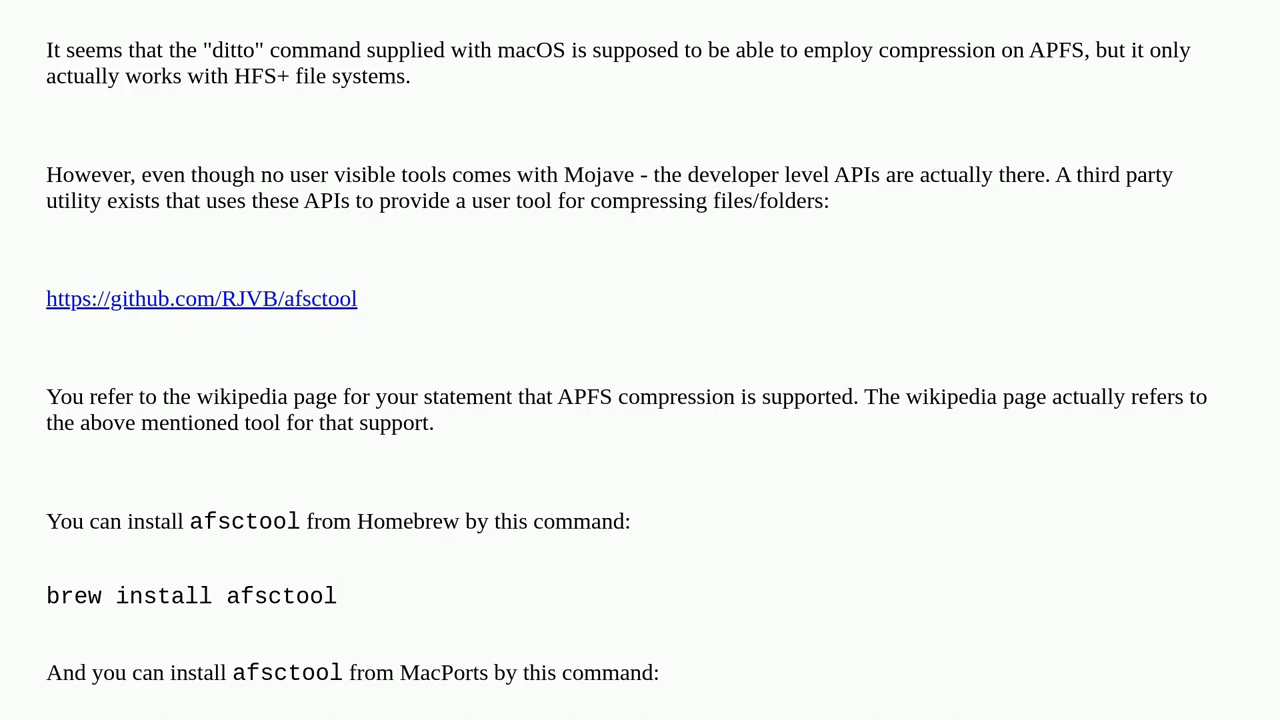 It seems that the "ditto" command supplied with macOS is supposed to be able to employ compression on APFS, but it only
actually works with HFS+ file systems.
However, even though no user visible tools comes with Mojave - the developer level APIs are actually there. A third party
utility exists that uses these APIs to provide a user tool for compressing files/folders:
https://github.com/RJVB/afsctool
You refer to the wikipedia page for your statement that APFS compression is supported. The wikipedia page actually refers to
the above mentioned tool for that support.
You can install afsctool from Homebrew by this command:
brew install afsctool
And you can install afsctool from MacPorts by this command: